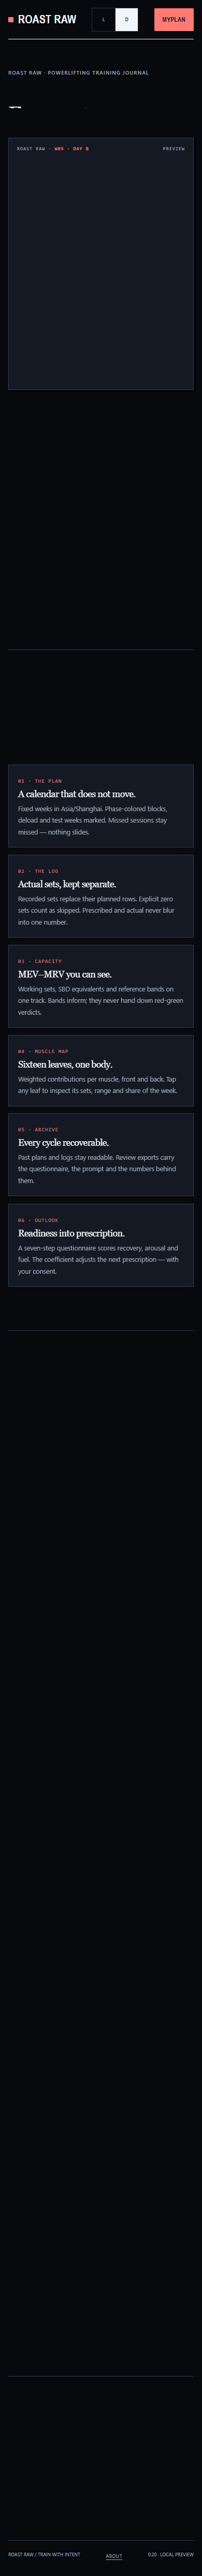 ROAST RAW
L
D
MYPLAN
ROAST RAW · POWERLIFTING TRAINING JOURNAL
ROAST RAW · W05 · DAY B
PREVIEW
01 · THE PLAN
A calendar that does not move.
Fixed weeks in Asia/Shanghai. Phase-colored blocks,
deload and test weeks marked. Missed sessions stay
missed — nothing slides.
02 · THE LOG
Actual sets, kept separate.
Recorded sets replace their planned rows. Explicit zero
sets count as skipped. Prescribed and actual never blur
into one number.
03 · CAPACITY
MEV–MRV you can see.
Working sets, SBD equivalents and reference bands on
one track. Bands inform; they never hand down red-green
verdicts.
04 · MUSCLE MAP
Sixteen leaves, one body.
Weighted contributions per muscle, front and back. Tap
any leaf to inspect its sets, range and share of the week.
05 · ARCHIVE
Every cycle recoverable.
Past plans and logs stay readable. Review exports carry
the questionnaire, the prompt and the numbers behind
them.
06 · OUTLOOK
Readiness into prescription.
A seven-step questionnaire scores recovery, arousal and
fuel. The coefficient adjusts the next prescription — with
your consent.
ROAST RAW / TRAIN WITH INTENT
ABOUT
0.20 · LOCAL PREVIEW